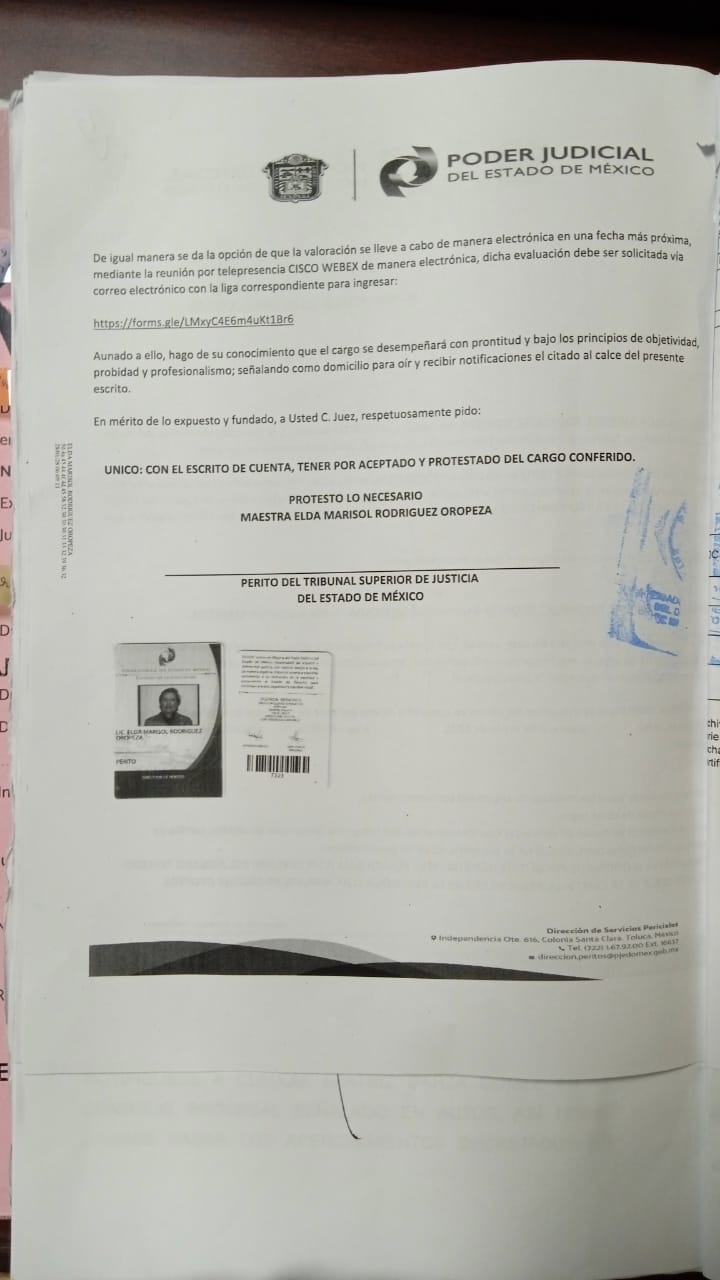 PODER JUDICIAL
DEL ESTADO DE MÉXICO
De igual manera se da la opción de que la valoración se lleve a cabo de manera electrónica en una fecha más próxima,
mediante la reunión por telepresencia CISCO WEBEX de manera electrónica, dicha evaluación debe ser solicitada vía
correo electrónico con la liga correspondiente para ingresar:
https://forms.gle/LMxyC4E6m4uKt1Br6
Aunado a ello, hago de su conocimiento que el cargo se desempeñará con prontitud y bajo los principios de objetividad,
probidad y profesionalismo; señalando como domicilio para oír y recibir notificaciones el citado al calce del presente
escrito.
En mérito de lo expuesto y fundado, a Usted C. Juez, respetuosamente pido:
UNICO: CON EL ESCRITO DE CUENTA, TENER POR ACEPTADO Y PROTESTADO DEL CARGO CONFERIDO.
PROTESTO LO NECESARIO
MAESTRA ELDA MARISOL RODRIGUEZ OROPEZA
PERITO DEL TRIBUNAL SUPERIOR DE JUSTICIA
DEL ESTADO DE MÉXICO
ELDA MARISOL RODRIGUEZ OROPEZA
LIC. ELDA MARISOL RODRIGUEZ
OROPEZA
PERITO
7223
Dirección de Servicios Periciales
Independencia Ote. 616, Colonia Santa Clara, Toluca, México
Tel. (722) 1.67.92.00 Ext. 16637
direccion.peritos@pjedomex.gob.mx